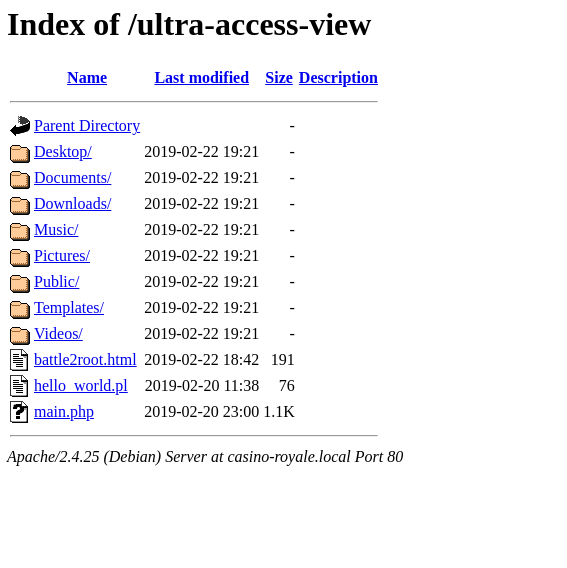 Index of /ultra-access-view
Name Last modified Size Description
Parent Directory -
Desktop/ 2019-02-22 19:21 -
Documents/ 2019-02-22 19:21 -
Downloads/ 2019-02-22 19:21 -
Music/ 2019-02-22 19:21 -
Pictures/ 2019-02-22 19:21 -
Public/ 2019-02-22 19:21 -
Templates/ 2019-02-22 19:21 -
Videos/ 2019-02-22 19:21 -
battle2root.html 2019-02-22 18:42 191
hello_world.pl 2019-02-20 11:38 76
main.php 2019-02-20 23:00 1.1K
Apache/2.4.25 (Debian) Server at casino-royale.local Port 80